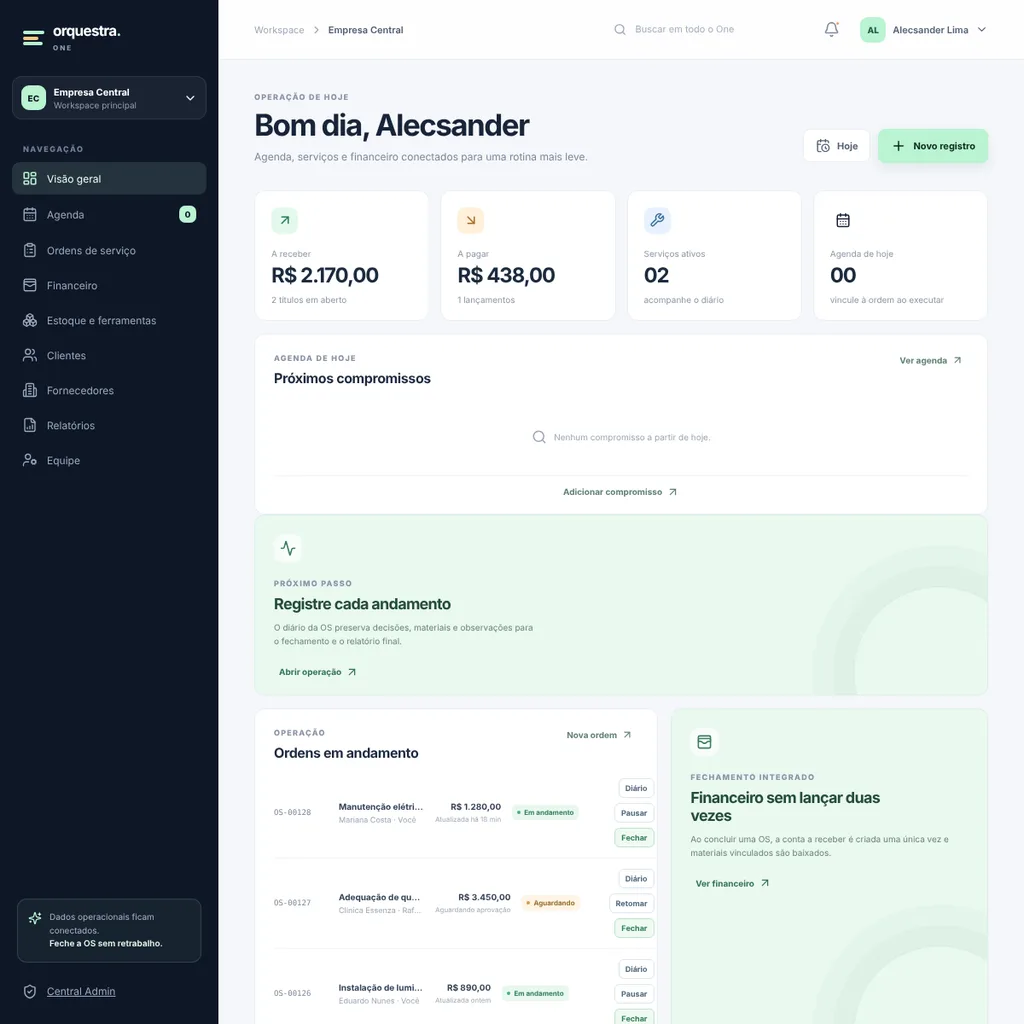 orquestra.
ONE
EC
Empresa Central
Workspace principal
NAVEGAÇÃO
Visão geral
Agenda
0
Ordens de serviço
Financeiro
Estoque e ferramentas
Clientes
Fornecedores
Relatórios
Equipe
Dados operacionais ficam
conectados.
Feche a OS sem retrabalho.
Central Admin
Workspace
Empresa Central
Buscar em todo o One
AL
Alecsander Lima
OPERAÇÃO DE HOJE
Bom dia, Alecsander
Agenda, serviços e financeiro conectados para uma rotina mais leve.
Hoje
Novo registro
A receber
R$ 2.170,00
2 títulos em aberto
A pagar
R$ 438,00
1 lançamentos
Serviços ativos
02
acompanhe o diário
Agenda de hoje
00
vincule à ordem ao executar
AGENDA DE HOJE
Próximos compromissos
Ver agenda
Nenhum compromisso a partir de hoje.
Adicionar compromisso
PRÓXIMO PASSO
Registre cada andamento
O diário da OS preserva decisões, materiais e observações para
o fechamento e o relatório final.
Abrir operação
OPERAÇÃO
Ordens em andamento
Nova ordem
OS-00128
Manutenção elétri...
Mariana Costa · Você
R$ 1.280,00
Atualizada há 18 min
Em andamento
Diário
Pausar
Fechar
OS-00127
Adequação de qu...
Clínica Essenza · Raf...
R$ 3.450,00
Aguardando aprovação
Aguardando
Diário
Retomar
Fechar
OS-00126
Instalação de lumi...
Eduardo Nunes · Você
R$ 890,00
Atualizada ontem
Em andamento
Diário
Pausar
Fechar
FECHAMENTO INTEGRADO
Financeiro sem lançar duas
vezes
Ao concluir uma OS, a conta a receber é criada uma única vez e
materiais vinculados são baixados.
Ver financeiro